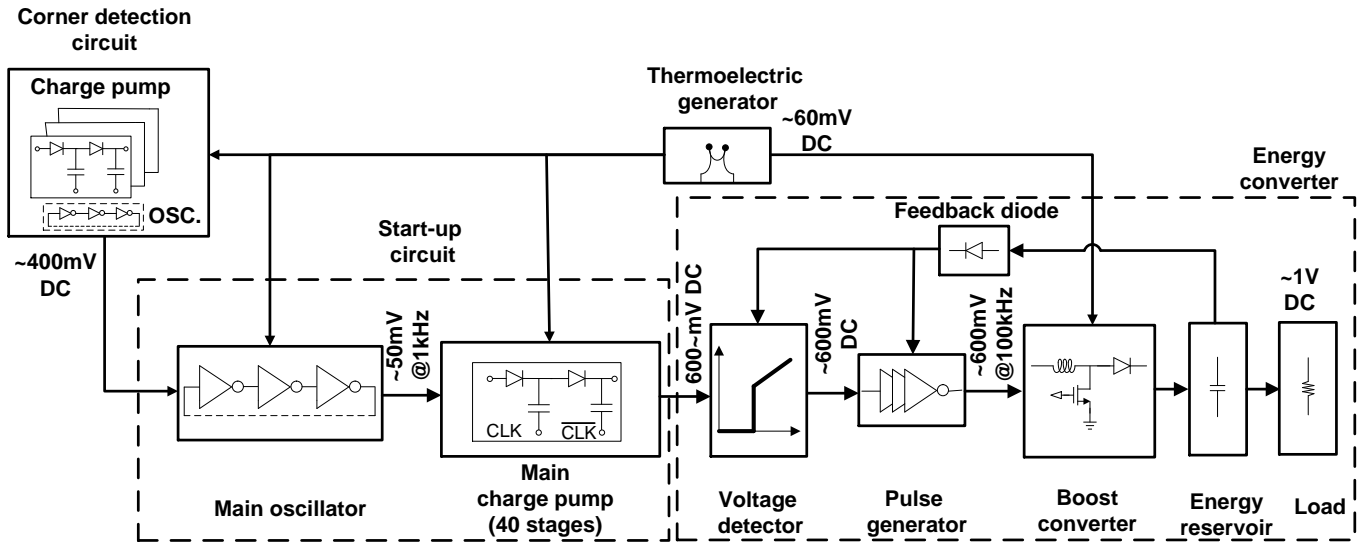 Corner detection
circuit
Charge pump
OSC.
~400mV
DC
Thermoelectric
generator
~60mV
DC
Energy
converter
Start-up
circuit
Feedback diode
~50mV
@1kHz
CLK
CLK
600~mV DC
~600mV
DC
~600mV
@100kHz
~1V
DC
Main oscillator
Main
charge pump
(40 stages)
Voltage
detector
Pulse
generator
Boost
converter
Energy
reservoir
Load